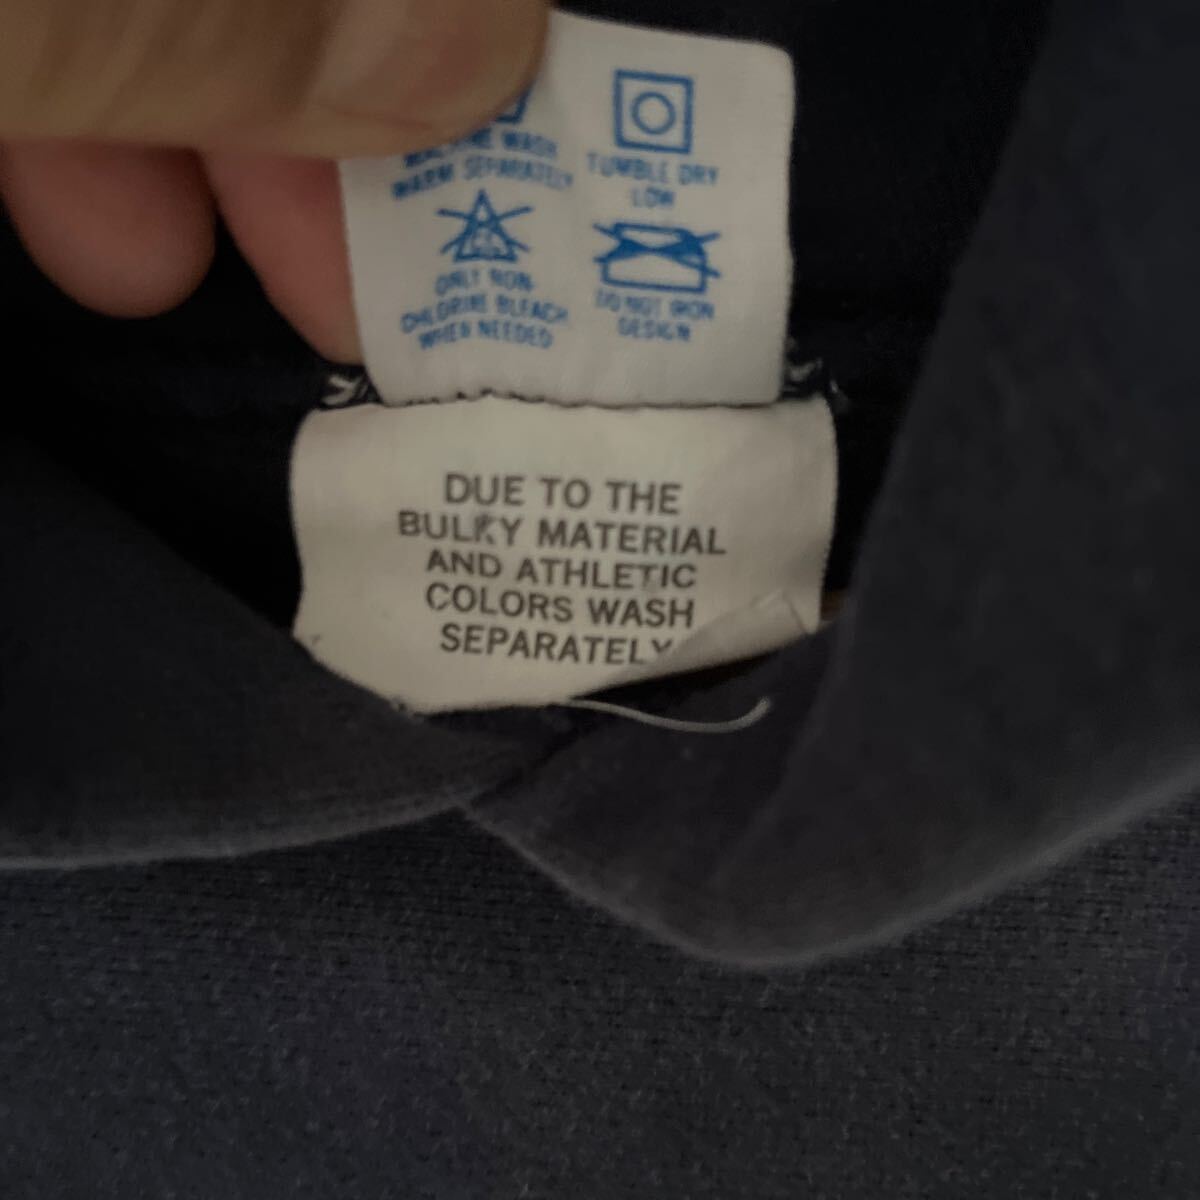 MACHINE WASH
WARM SEPARATELY
TUMBLE DRY
LOW
ONLY NON-
CHLORINE BLEACH
WHEN NEEDED
DO NOT IRON
DESIGN
DUE TO THE
BULKY MATERIAL
AND ATHLETIC
COLORS WASH
SEPARATELY